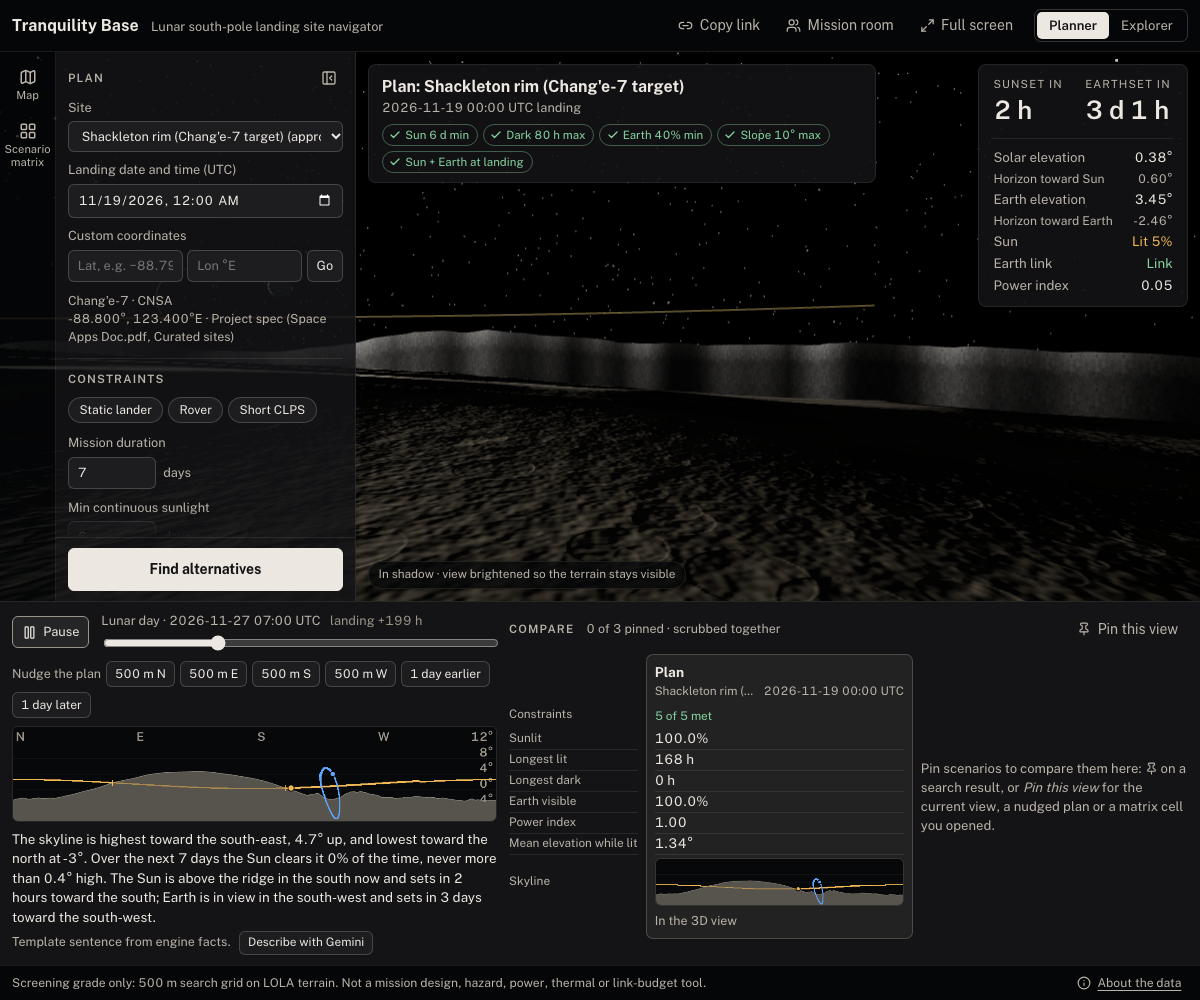 Tranquility Base Lunar south-pole landing site navigator
Copy link Mission room Full screen Planner Explorer
Map
Scenario
matrix
PLAN
Site
Shackleton rim (Chang'e-7 target) (appro
Landing date and time (UTC)
11/19/2026, 12:00 AM
Custom coordinates
Lat, e.g. −88.79 Lon °E Go
Chang'e-7 · CNSA
-88.800°, 123.400°E · Project spec (Space
Apps Doc.pdf, Curated sites)
CONSTRAINTS
Static lander Rover Short CLPS
Mission duration
7 days
Min continuous sunlight
Find alternatives
Plan: Shackleton rim (Chang'e-7 target)
2026-11-19 00:00 UTC landing
Sun 6 d min Dark 80 h max Earth 40% min Slope 10° max
Sun + Earth at landing
SUNSET IN EARTHSET IN
2 h 3 d 1 h
Solar elevation 0.38°
Horizon toward Sun 0.60°
Earth elevation 3.45°
Horizon toward Earth -2.46°
Sun Lit 5%
Earth link Link
Power index 0.05
In shadow · view brightened so the terrain stays visible
Pause Lunar day · 2026-11-27 07:00 UTC landing +199 h
Nudge the plan 500 m N 500 m E 500 m S 500 m W 1 day earlier
1 day later
N E S W 12°
8°
4°
0°
-4°
The skyline is highest toward the south-east, 4.7° up, and lowest toward the
north at -3°. Over the next 7 days the Sun clears it 0% of the time, never more
than 0.4° high. The Sun is above the ridge in the south now and sets in 2
hours toward the south; Earth is in view in the south-west and sets in 3 days
toward the south-west.
Template sentence from engine facts. Describe with Gemini
COMPARE 0 of 3 pinned · scrubbed together Pin this view
Plan
Shackleton rim (... 2026-11-19 00:00 UTC
Constraints 5 of 5 met
Sunlit 100.0%
Longest lit 168 h
Longest dark 0 h
Earth visible 100.0%
Power index 1.00
Mean elevation while lit 1.34°
Skyline
In the 3D view
Pin scenarios to compare them here: on a
search result, or Pin this view for the
current view, a nudged plan or a matrix cell
you opened.
Screening grade only: 500 m search grid on LOLA terrain. Not a mission design, hazard, power, thermal or link-budget tool.
About the data